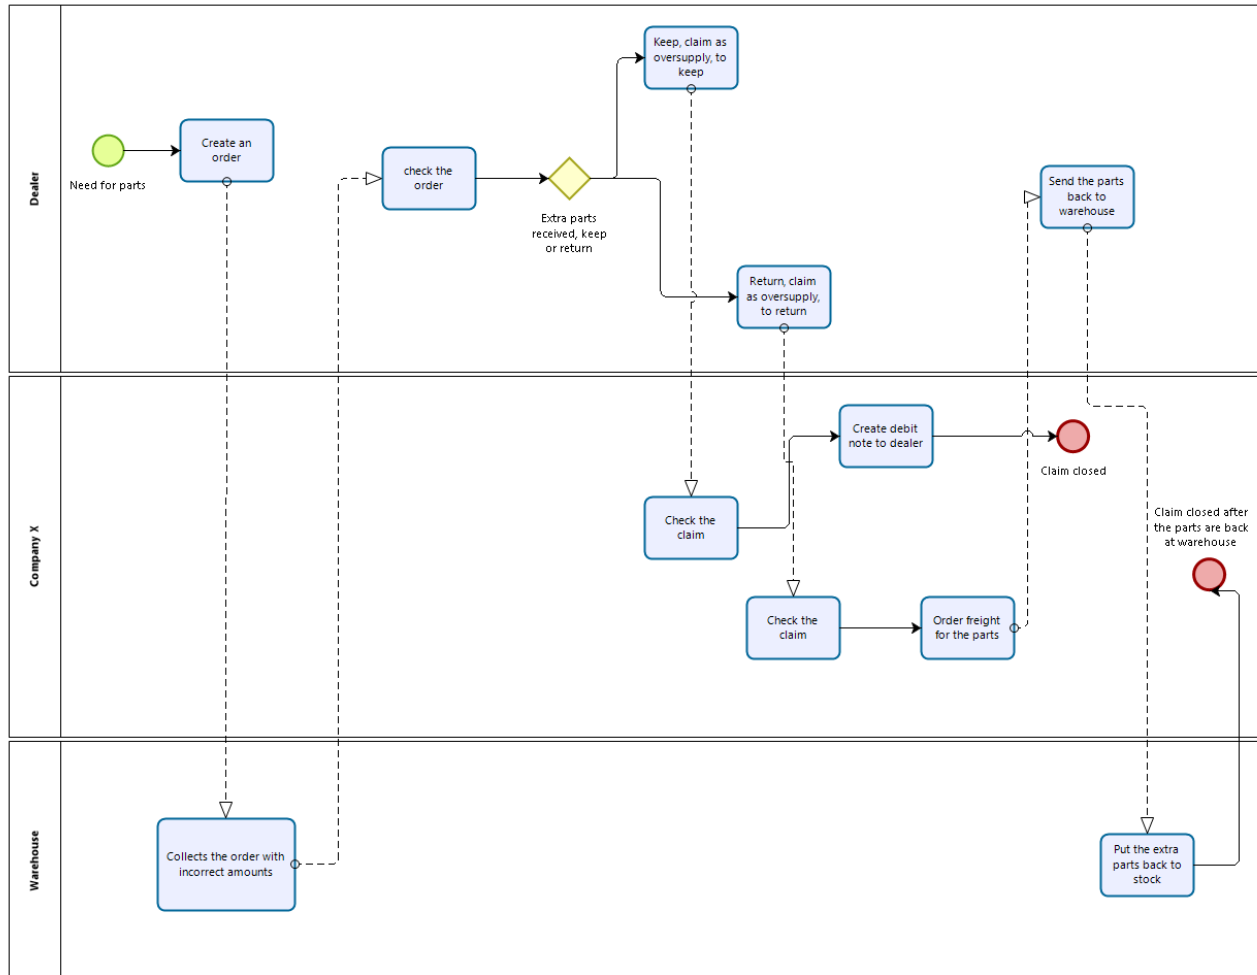 Dealer
Need for parts
Create an
order
check the
order
Extra parts
received, keep
or return
Keep, claim as
oversupply, to
keep
Return, claim
as oversupply,
to return
Send the parts
back to
warehouse
Company X
Check the
claim
Create debit
note to dealer
Claim closed
Check the
claim
Order freight
for the parts
Claim closed after
the parts are back
at warehouse
Warehouse
Collects the order with
incorrect amounts
Put the extra
parts back to
stock